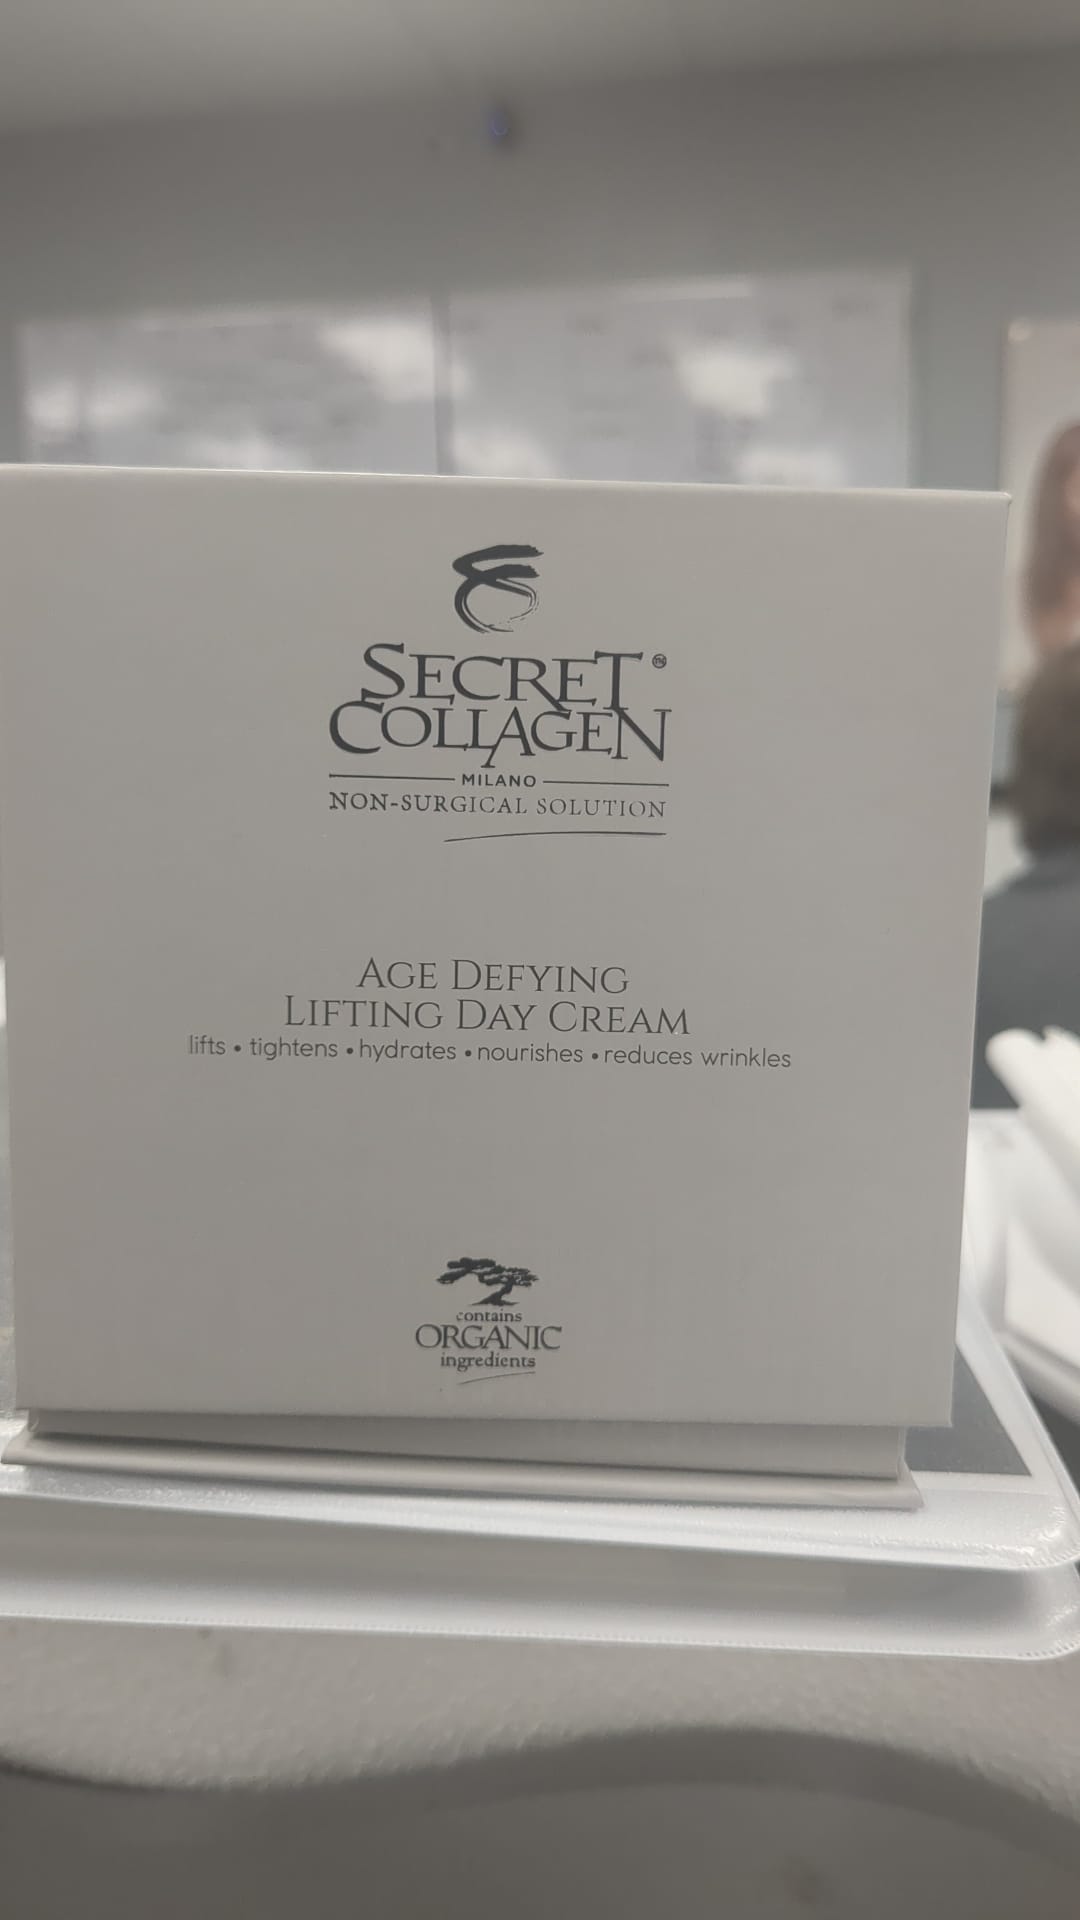 SECRET
COLLAGEN
MILANO
NON-SURGICAL SOLUTION
AGE DEFYING
LIFTING DAY CREAM
lifts • tightens • hydrates • nourishes • reduces wrinkles
contains
ORGANIC
ingredients